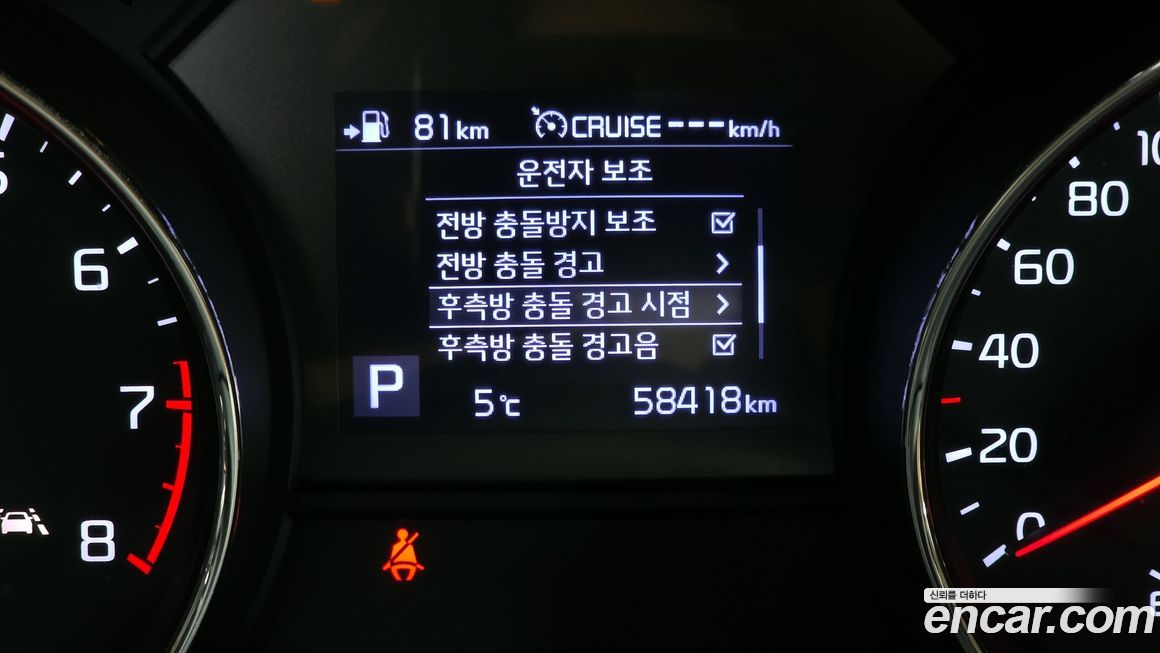 81km CRUISE---km/h
운전자 보조
전방 충돌방지 보조
전방 충돌 경고
후측방 충돌 경고 시점
후측방 충돌 경고음
P 5℃ 58418km
6
7
8
80
60
40
20
0
신뢰를 더하다
encar.com